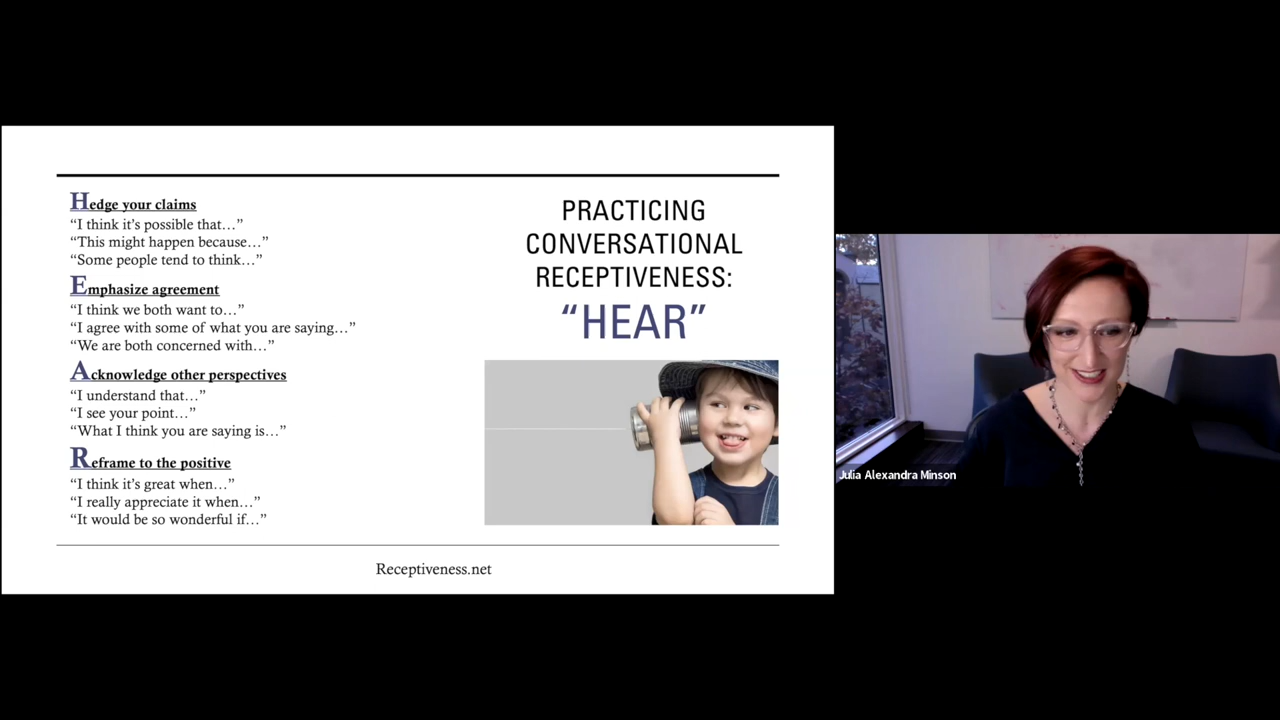 Hedge your claims
“I think it’s possible that…”
“This might happen because…”
“Some people tend to think…”
Emphasize agreement
“I think we both want to…”
“I agree with some of what you are saying…”
“We are both concerned with…”
Acknowledge other perspectives
“I understand that…”
“I see your point…”
“What I think you are saying is…”
Reframe to the positive
“I think it’s great when…”
“I really appreciate it when…”
“It would be so wonderful if…”
PRACTICING
CONVERSATIONAL
RECEPTIVENESS:
“HEAR”
Receptiveness.net
Julia Alexandra Minson